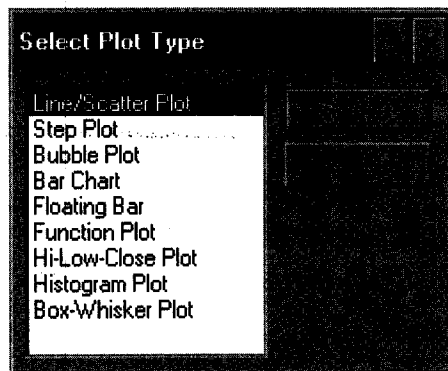 Select Plot Type
Line/Scatter Plot
Step Plot
Bubble Plot
Bar Chart
Floating Bar
Function Plot
Hi-Low-Close Plot
Histogram Plot
Box-Whisker Plot